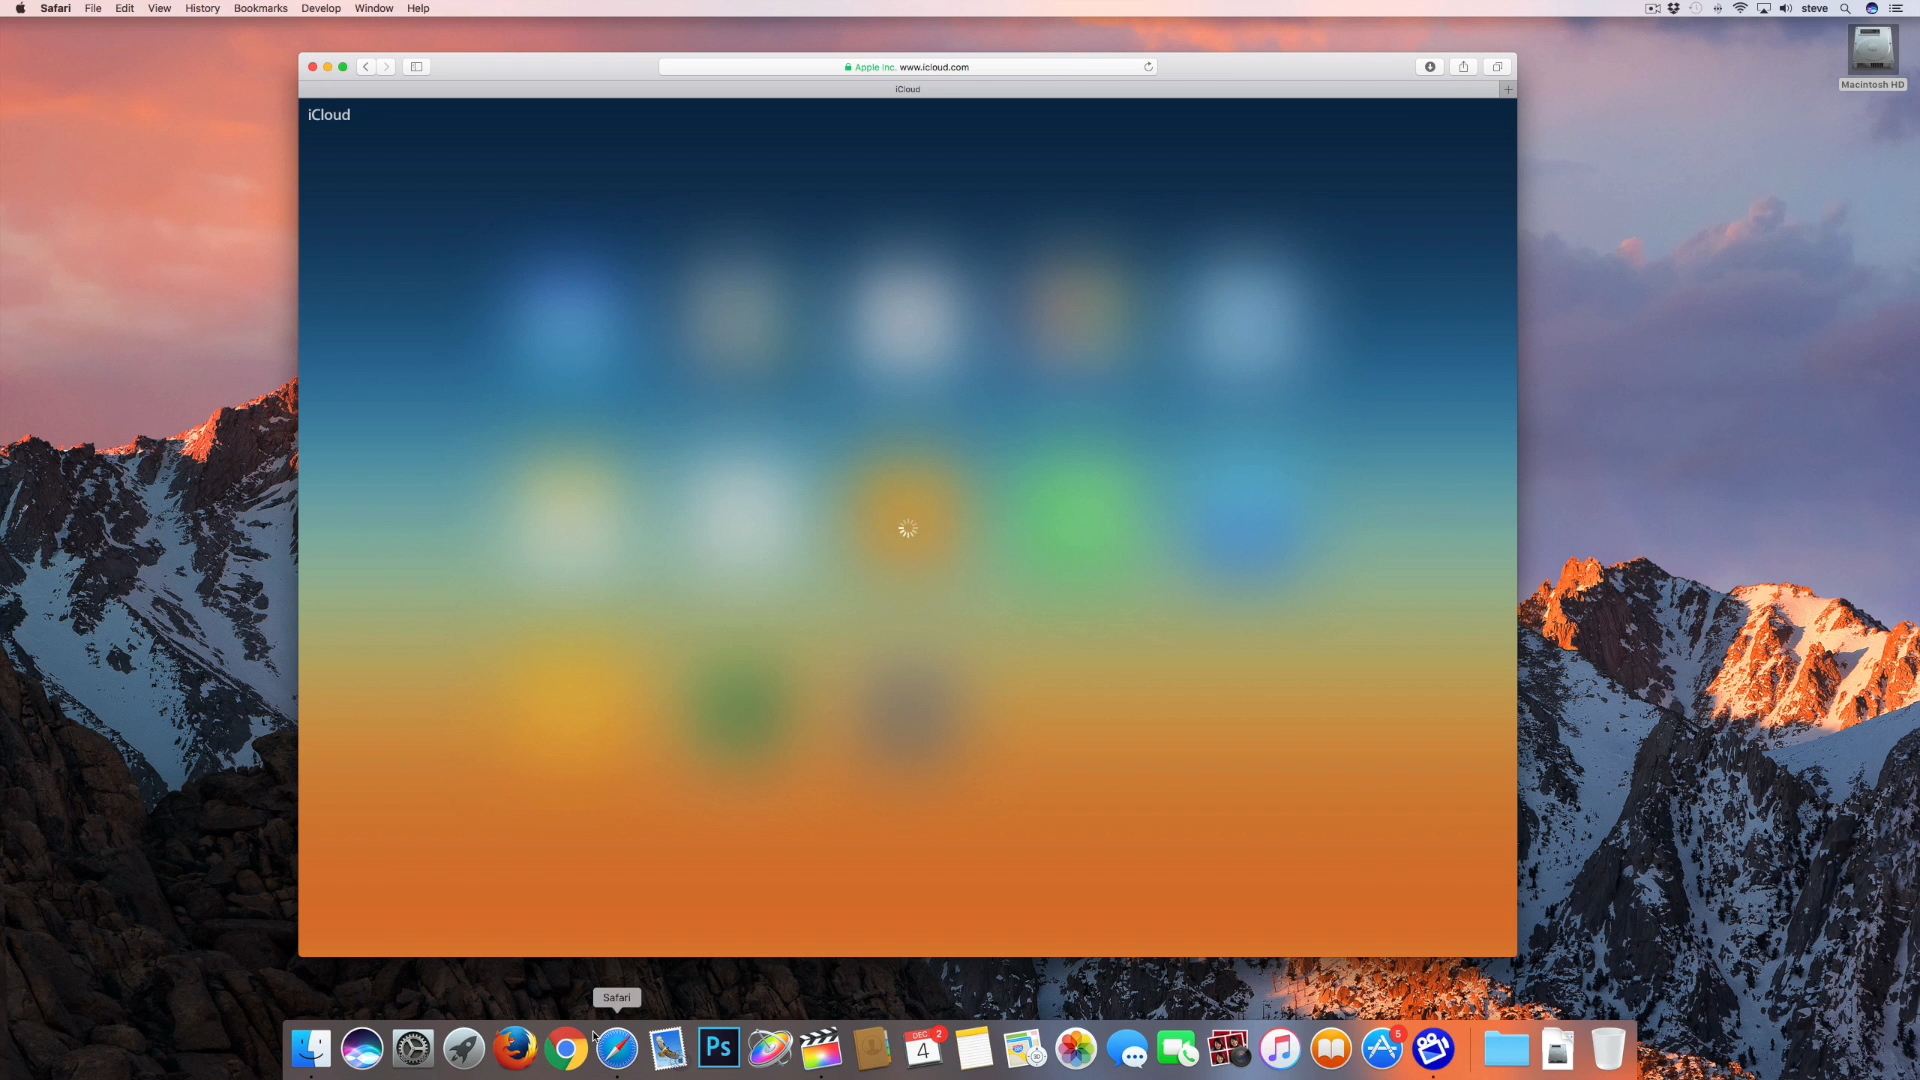 Safari File Edit View History Bookmarks Develop Window Help
steve
Macintosh HD
Apple Inc. www.icloud.com
iCloud
iCloud
Safari
Ps
DEC
4
2
3D
5